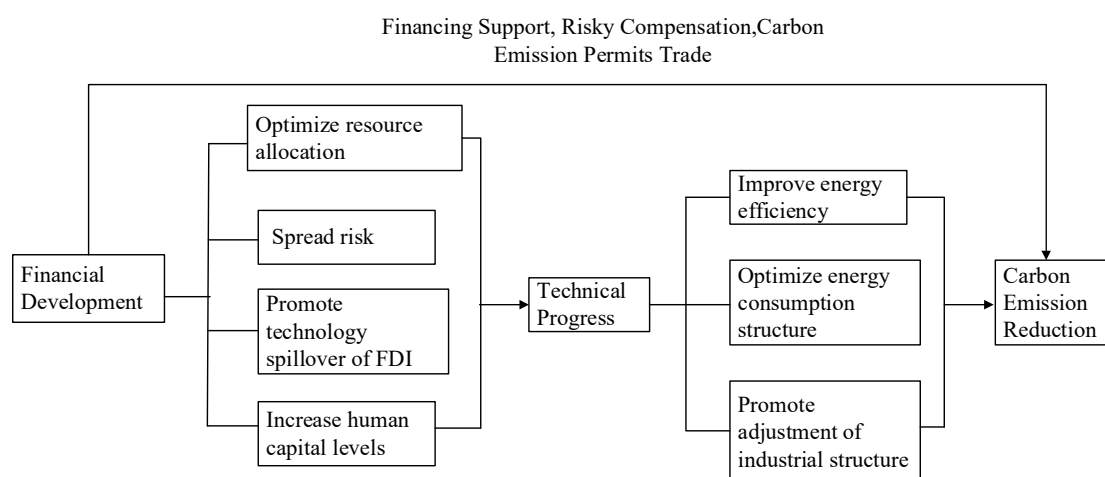 Financing Support, Risky Compensation,Carbon
Emission Permits Trade
Optimize resource
allocation
Spread risk
Promote
technology
spillover of FDI
Increase human
capital levels
Financial
Development
Technical
Progress
Improve energy
efficiency
Optimize energy
consumption
structure
Promote
adjustment of
industrial structure
Carbon
Emission
Reduction